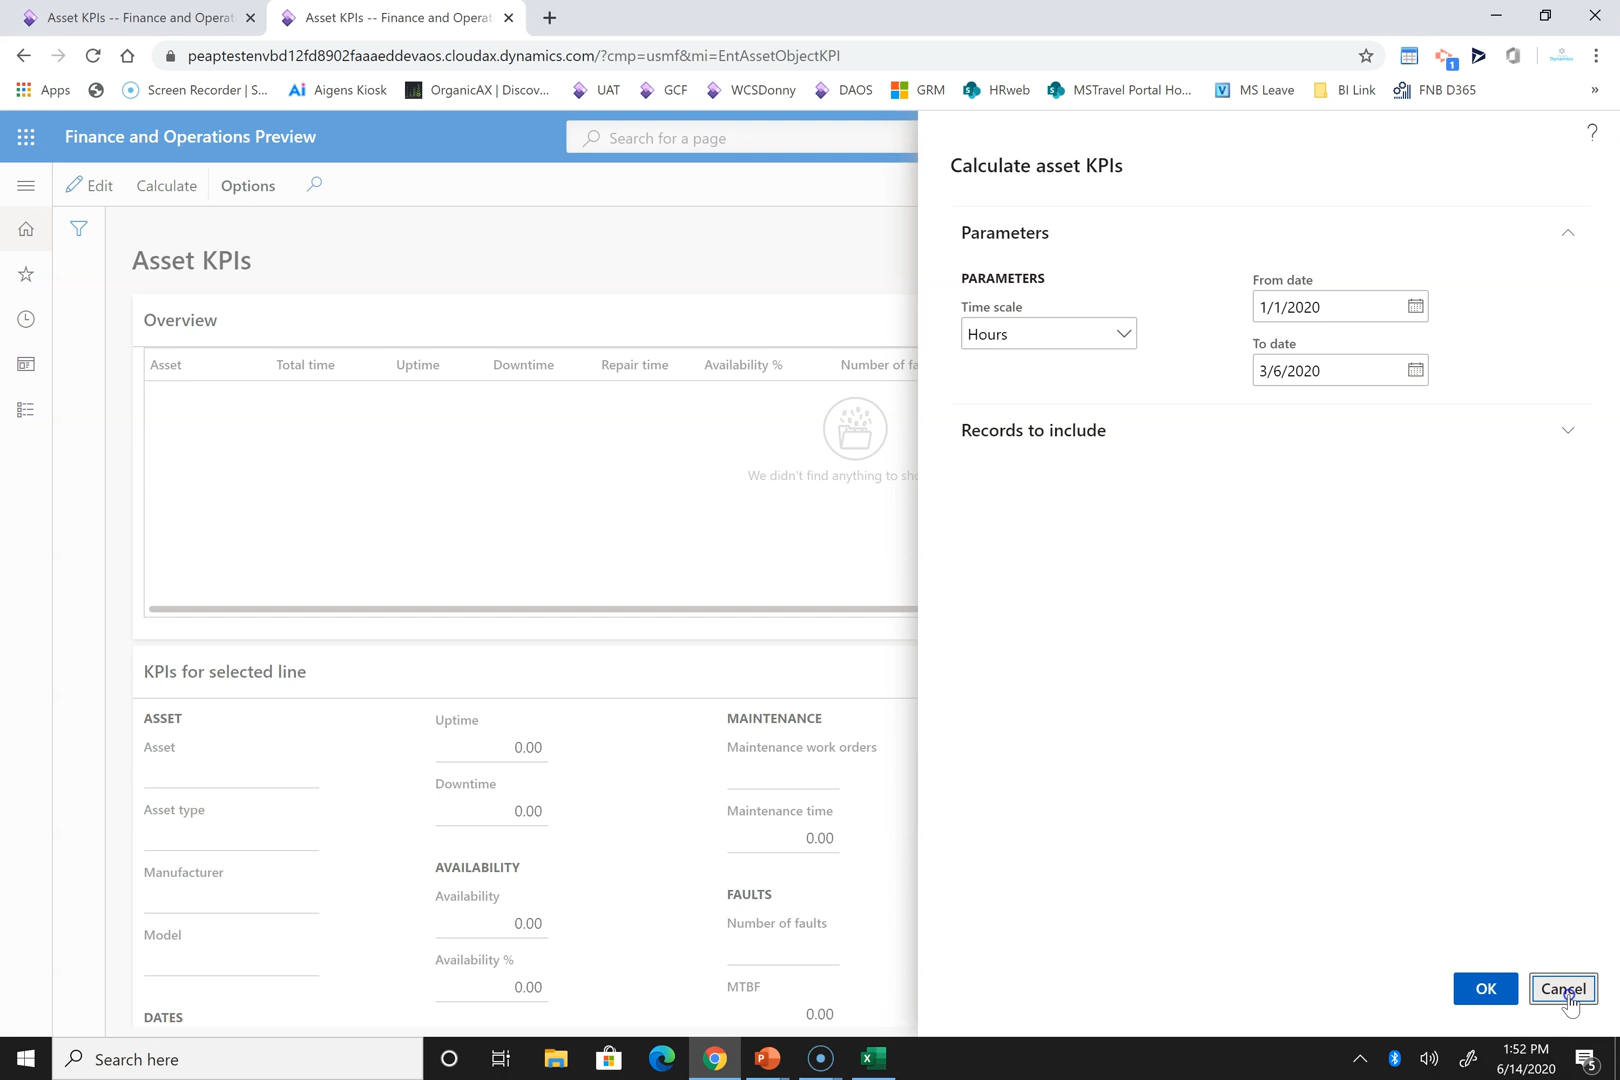 Asset KPIs -- Finance and Operat
Asset KPIs -- Finance and Operat
peaptestenvbd12fd8902faaaeddevaos.cloudax.dynamics.com/?cmp=usmf&mi=EntAssetObjectKPI
1
Apps
Screen Recorder | S...
Ai Aigens Kiosk
OrganicAX | Discov...
UAT
GCF
WCSDonny
DAOS
GRM
HRweb
MSTravel Portal Ho...
MS Leave
BI Link
FNB D365
»
Finance and Operations Preview
Search for a page
?
Edit
Calculate
Options
Calculate asset KPIs
Parameters
PARAMETERS
Time scale
Hours
From date
1/1/2020
To date
3/6/2020
Records to include
OK
Cancel
Asset KPIs
Overview
Asset
Total time
Uptime
Downtime
Repair time
Availability %
Number of fa
We didn't find anything to sho
KPIs for selected line
ASSET
Asset
Asset type
Manufacturer
Model
DATES
Uptime
0.00
Downtime
0.00
AVAILABILITY
Availability
0.00
Availability %
0.00
MAINTENANCE
Maintenance work orders
Maintenance time
0.00
FAULTS
Number of faults
MTBF
0.00
Search here
1:52 PM
6/14/2020
5